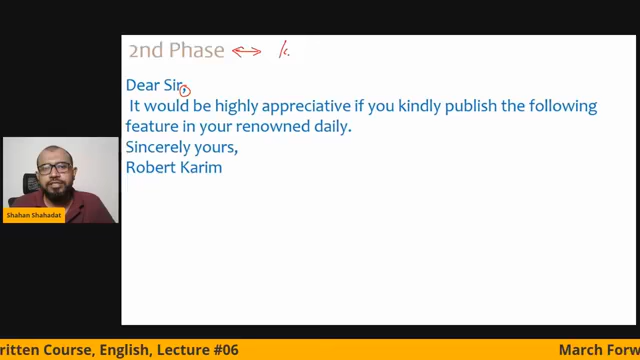 2nd Phase
Dear Sir,
It would be highly appreciative if you kindly publish the following
feature in your renowned daily.
Sincerely yours,
Robert Karim
Shahan Shahadat
ritten Course, English, Lecture #06
March Forw